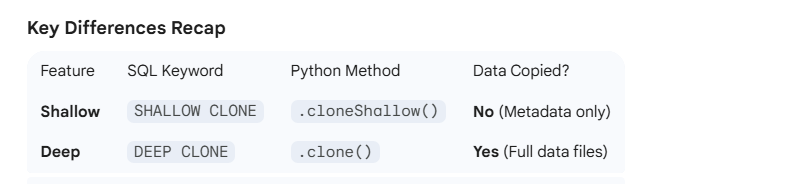 Key Differences Recap
Feature SQL Keyword Python Method Data Copied?
Shallow SHALLOW CLONE .cloneShallow() No (Metadata only)
Deep DEEP CLONE .clone() Yes (Full data files)